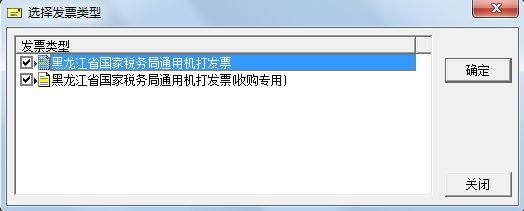 选择发票类型
发票类型
黑龙江省国家税务局通用机打发票
黑龙江省国家税务局通用机打发票(收购专用)
确定
关闭